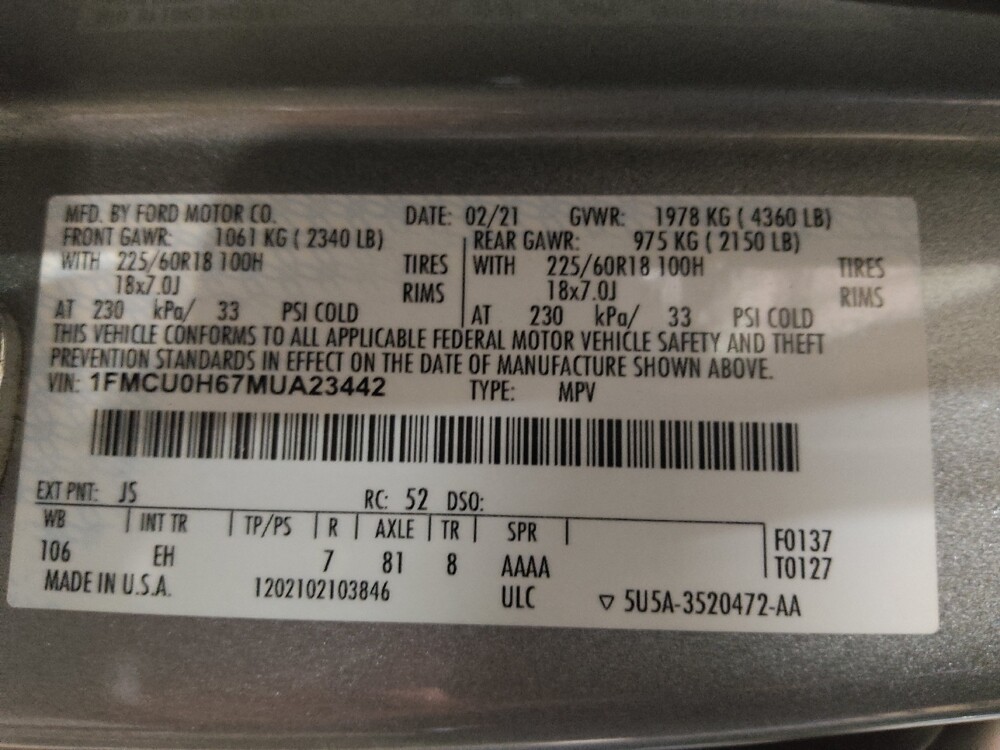 MFD. BY FORD MOTOR CO. DATE: 02/21 GVWR: 1978 KG ( 4360 LB)
FRONT GAWR: 1061 KG ( 2340 LB) REAR GAWR: 975 KG ( 2150 LB)
WITH 225/60R18 100H TIRES WITH 225/60R18 100H TIRES
18x7.0J RIMS 18x7.0J RIMS
AT 230 kPa/ 33 PSI COLD AT 230 kPa/ 33 PSI COLD
THIS VEHICLE CONFORMS TO ALL APPLICABLE FEDERAL MOTOR VEHICLE SAFETY AND THEFT
PREVENTION STANDARDS IN EFFECT ON THE DATE OF MANUFACTURE SHOWN ABOVE.
VIN: 1FMCU0H67MUA23442 TYPE: MPV
EXT PNT: JS RC: 52 DSO:
WB INT TR TP/PS R AXLE TR SPR F0137
106 EH 7 81 8 AAAA T0127
MADE IN U.S.A. 1202102103846 ULC ▽ 5U5A-3520472-AA